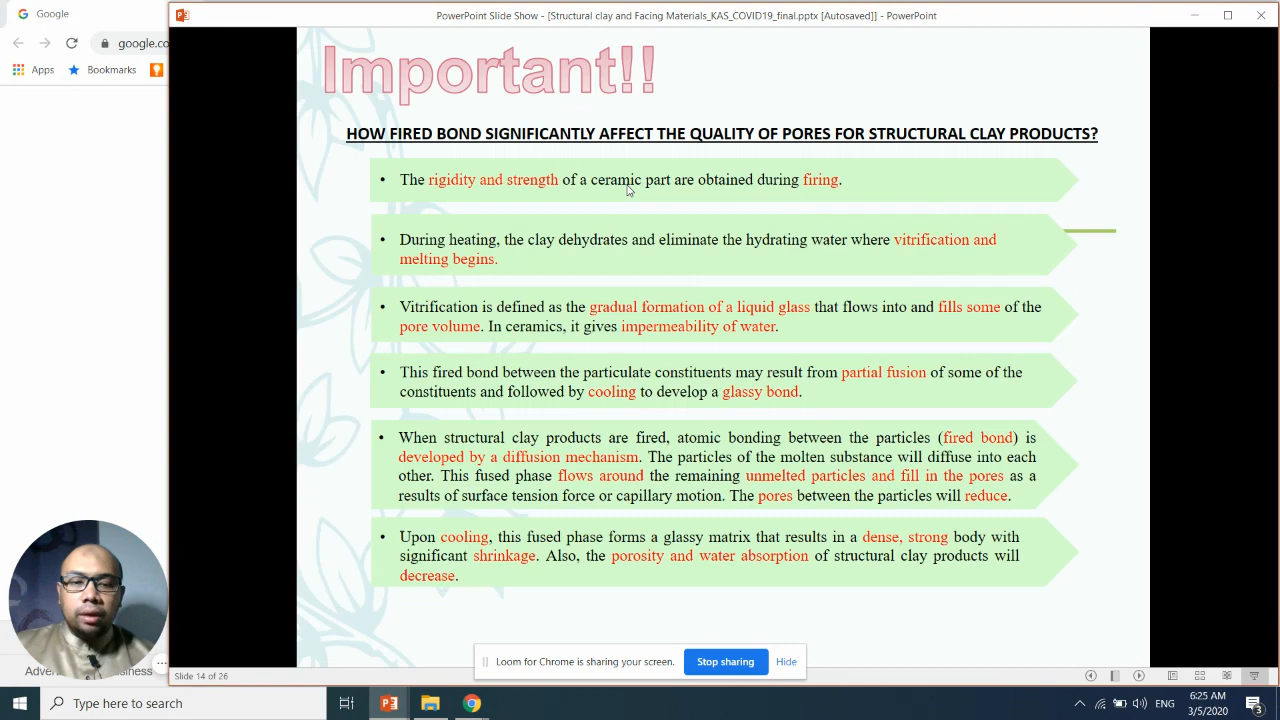 Google
PowerPoint Slide Show - [Structural clay and Facing Materials_KAS_COVID19_final.pptx [Autosaved]] - PowerPoint
google.co
Apps
Bookmarks
Important!!
HOW FIRED BOND SIGNIFICANTLY AFFECT THE QUALITY OF PORES FOR STRUCTURAL CLAY PRODUCTS?
• The rigidity and strength of a ceramic part are obtained during firing.
• During heating, the clay dehydrates and eliminate the hydrating water where vitrification and
melting begins.
• Vitrification is defined as the gradual formation of a liquid glass that flows into and fills some of the
pore volume. In ceramics, it gives impermeability of water.
• This fired bond between the particulate constituents may result from partial fusion of some of the
constituents and followed by cooling to develop a glassy bond.
• When structural clay products are fired, atomic bonding between the particles (fired bond) is
developed by a diffusion mechanism. The particles of the molten substance will diffuse into each
other. This fused phase flows around the remaining unmelted particles and fill in the pores as a
results of surface tension force or capillary motion. The pores between the particles will reduce.
• Upon cooling, this fused phase forms a glassy matrix that results in a dense, strong body with
significant shrinkage. Also, the porosity and water absorption of structural clay products will
decrease.
Loom for Chrome is sharing your screen.
Stop sharing
Hide
Slide 14 of 26
Type here to search
ENG
6:25 AM
3/5/2020
3